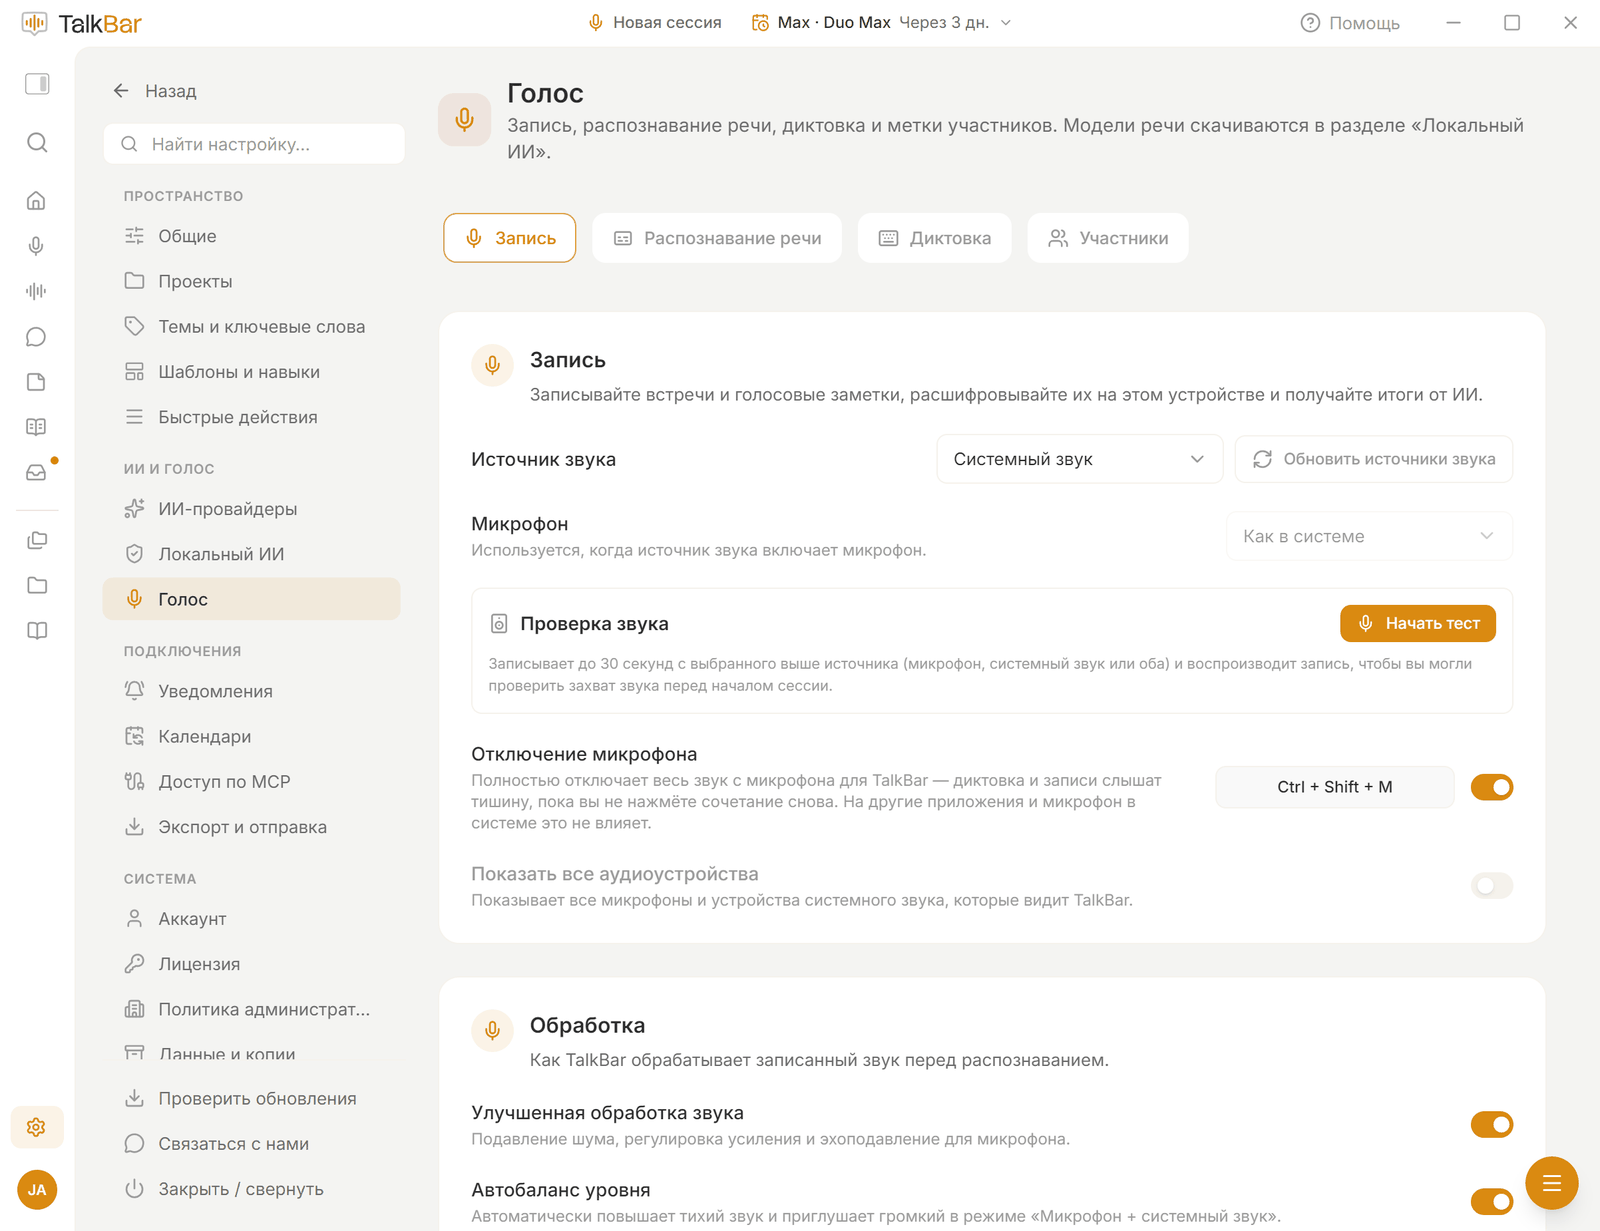 TalkBar
Новая сессия
Max · Duo Max Через 3 дн.
Помощь
Назад
Найти настройку...
ПРОСТРАНСТВО
Общие
Проекты
Темы и ключевые слова
Шаблоны и навыки
Быстрые действия
ИИ И ГОЛОС
ИИ-провайдеры
Локальный ИИ
Голос
ПОДКЛЮЧЕНИЯ
Уведомления
Календари
Доступ по MCP
Экспорт и отправка
СИСТЕМА
Аккаунт
Лицензия
Политика администрат...
Данные и копии
Проверить обновления
Связаться с нами
Закрыть / свернуть
JA
Голос
Запись, распознавание речи, диктовка и метки участников. Модели речи скачиваются в разделе «Локальный
ИИ».
Запись
Распознавание речи
Диктовка
Участники
Запись
Записывайте встречи и голосовые заметки, расшифровывайте их на этом устройстве и получайте итоги от ИИ.
Источник звука
Системный звук
Обновить источники звука
Микрофон
Используется, когда источник звука включает микрофон.
Как в системе
Проверка звука
Начать тест
Записывает до 30 секунд с выбранного выше источника (микрофон, системный звук или оба) и воспроизводит запись, чтобы вы могли
проверить захват звука перед началом сессии.
Отключение микрофона
Полностью отключает весь звук с микрофона для TalkBar — диктовка и записи слышат
тишину, пока вы не нажмёте сочетание снова. На другие приложения и микрофон в
системе это не влияет.
Ctrl + Shift + M
Показать все аудиоустройства
Показывает все микрофоны и устройства системного звука, которые видит TalkBar.
Обработка
Как TalkBar обрабатывает записанный звук перед распознаванием.
Улучшенная обработка звука
Подавление шума, регулировка усиления и эхоподавление для микрофона.
Автобаланс уровня
Автоматически повышает тихий звук и приглушает громкий в режиме «Микрофон + системный звук».